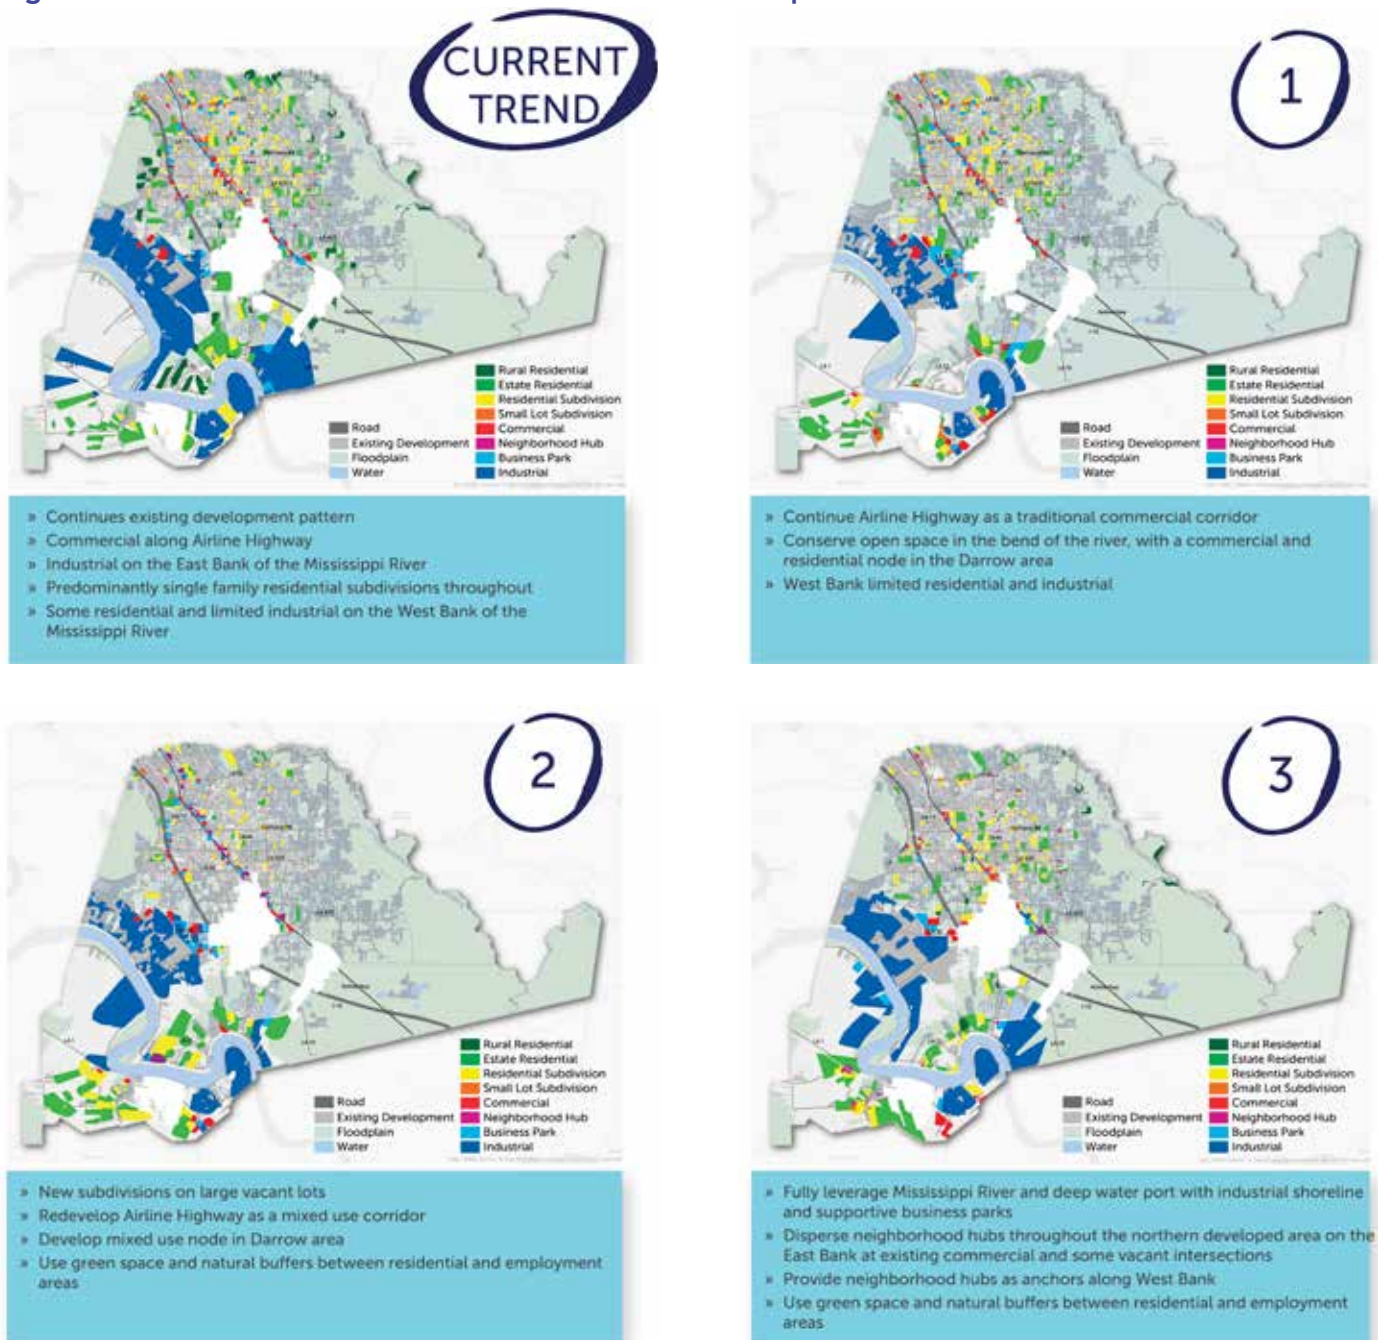 CURRENT
TREND
Rural Residential
Estate Residential
Residential Subdivision
Small Lot Subdivision
Road
Commercial
Existing Development
Neighborhood Hub
Floodplain
Business Park
Water
Industrial
» Continues existing development pattern
» Commercial along Airline Highway
» Industrial on the East Bank of the Mississippi River
» Predominantly single family residential subdivisions throughout
» Some residential and limited industrial on the West Bank of the
Mississippi River
1
Rural Residential
Estate Residential
Residential Subdivision
Small Lot Subdivision
Road
Commercial
Existing Development
Neighborhood Hub
Floodplain
Business Park
Water
Industrial
» Continue Airline Highway as a traditional commercial corridor
» Conserve open space in the bend of the river, with a commercial and
residential node in the Darrow area
» West Bank limited residential and industrial
2
Rural Residential
Estate Residential
Residential Subdivision
Small Lot Subdivision
Road
Commercial
Existing Development
Neighborhood Hub
Floodplain
Business Park
Water
Industrial
» New subdivisions on large vacant lots
» Redevelop Airline Highway as a mixed use corridor
» Develop mixed use node in Darrow area
» Use green space and natural buffers between residential and employment
areas
3
Rural Residential
Estate Residential
Residential Subdivision
Small Lot Subdivision
Road
Commercial
Existing Development
Neighborhood Hub
Floodplain
Business Park
Water
Industrial
» Fully leverage Mississippi River and deep water port with industrial shoreline
and supportive business parks
» Disperse neighborhood hubs throughout the northern developed area on the
East Bank at existing commercial and some vacant intersections
» Provide neighborhood hubs as anchors along West Bank
» Use green space and natural buffers between residential and employment
areas